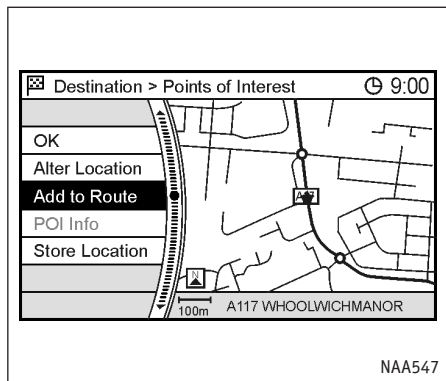 Destination > Points of Interest
9:00
OK
Alter Location
Add to Route
POI Info
Store Location
N
100m
A117 WHOOLWICHMANOR
NAA547